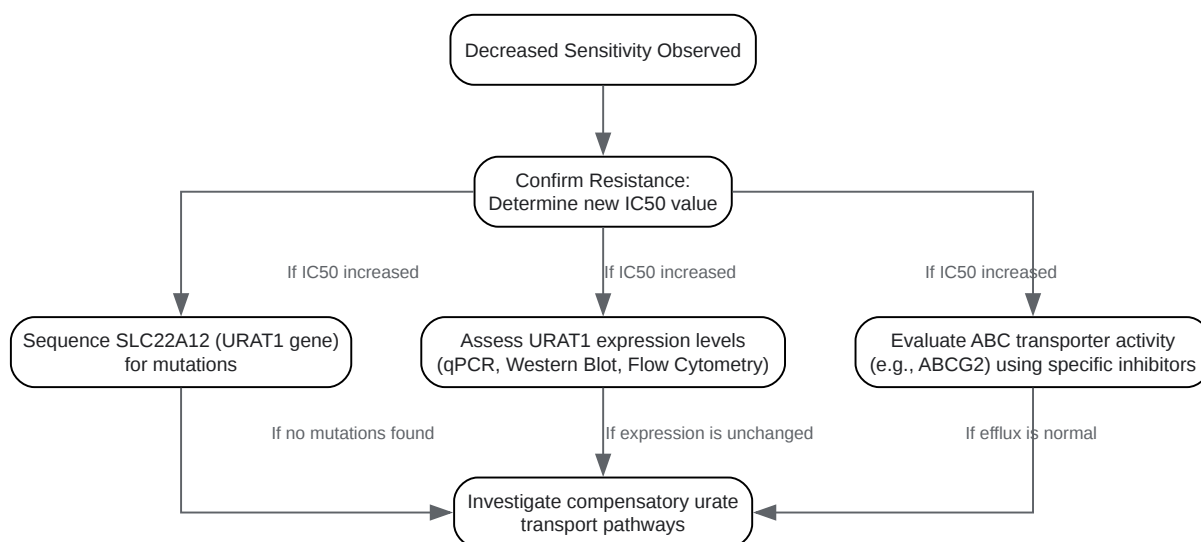 Decreased Sensitivity Observed
Confirm Resistance:
Determine new IC50 value
If IC50 increased
If IC50 increased
If IC50 increased
Sequence SLC22A12 (URAT1 gene)
for mutations
Assess URAT1 expression levels
(qPCR, Western Blot, Flow Cytometry)
Evaluate ABC transporter activity
(e.g., ABCG2) using specific inhibitors
If no mutations found
If expression is unchanged
If efflux is normal
Investigate compensatory urate
transport pathways